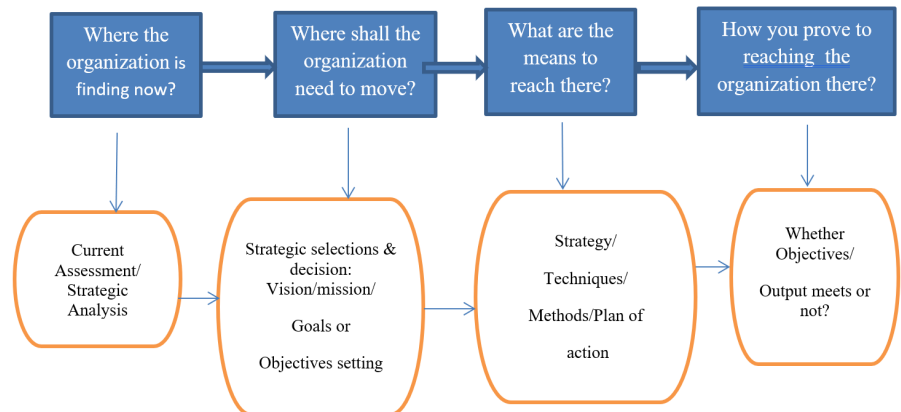 Where the
organization is
finding now?
Where shall the
organization
need to move?
What are the
means to
reach there?
How you prove to
reaching the
organization there?
Current
Assessment/
Strategic
Analysis
Strategic selections &
decision:
Vision/mission/
Goals or
Objectives setting
Strategy/
Techniques/
Methods/Plan of
action
Whether
Objectives/
Output meets or
not?